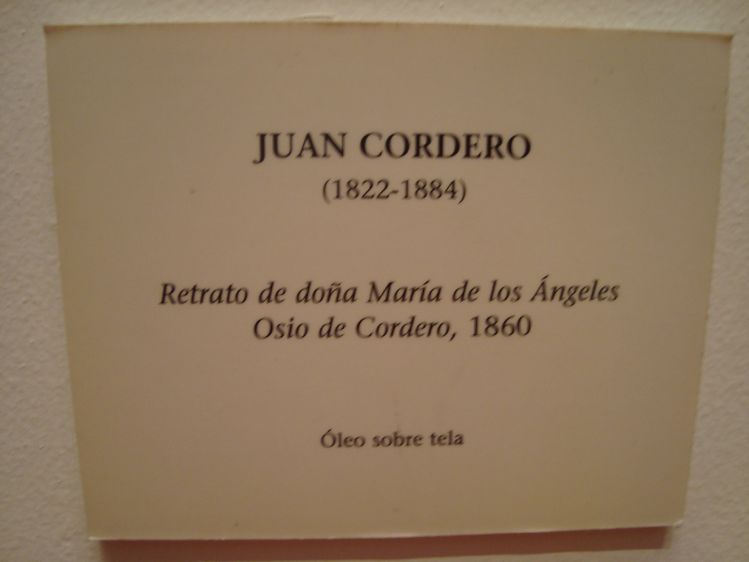 JUAN CORDERO
(1822-1884)
Retrato de doña María de los Ángeles
Osio de Cordero, 1860
Óleo sobre tela